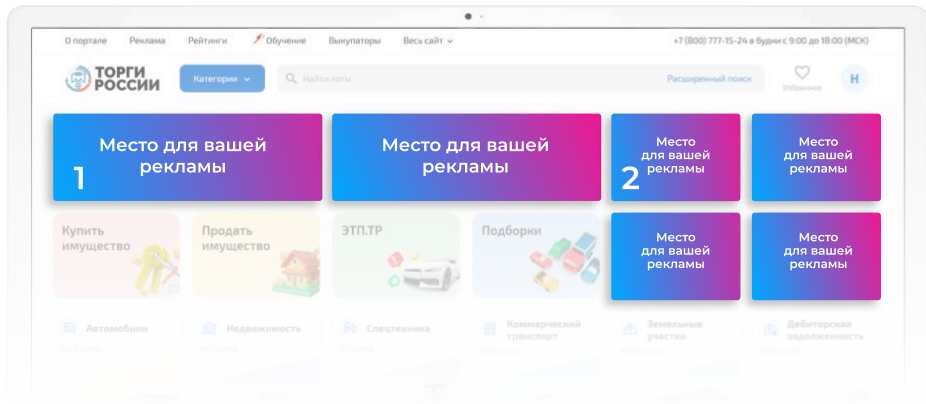 О портале Реклама Рейтинги Обучение Выкупаторы Весь сайт +7 (800) 777-15-24 в будни с 9:00 до 18:00 (МСК)
ТОРГИ
РОССИИ
Категории Найти лоты Расширенный поиск Избранное Н
Место для вашей
рекламы
1
Место для вашей
рекламы
Место
для вашей
рекламы
2
Место
для вашей
рекламы
Купить
имущество
Продать
имущество
ЭТП.ТР
Подборки
Место
для вашей
рекламы
Место
для вашей
рекламы
Автомобили
Недвижимость
Спецтехника
Коммерческий
транспорт
Земельные
участки
Дебиторская
задолженность